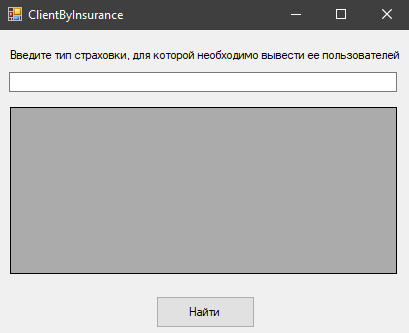 ClientByInsurance
Введите тип страховки, для которой необходимо вывести ее пользователей
Найти